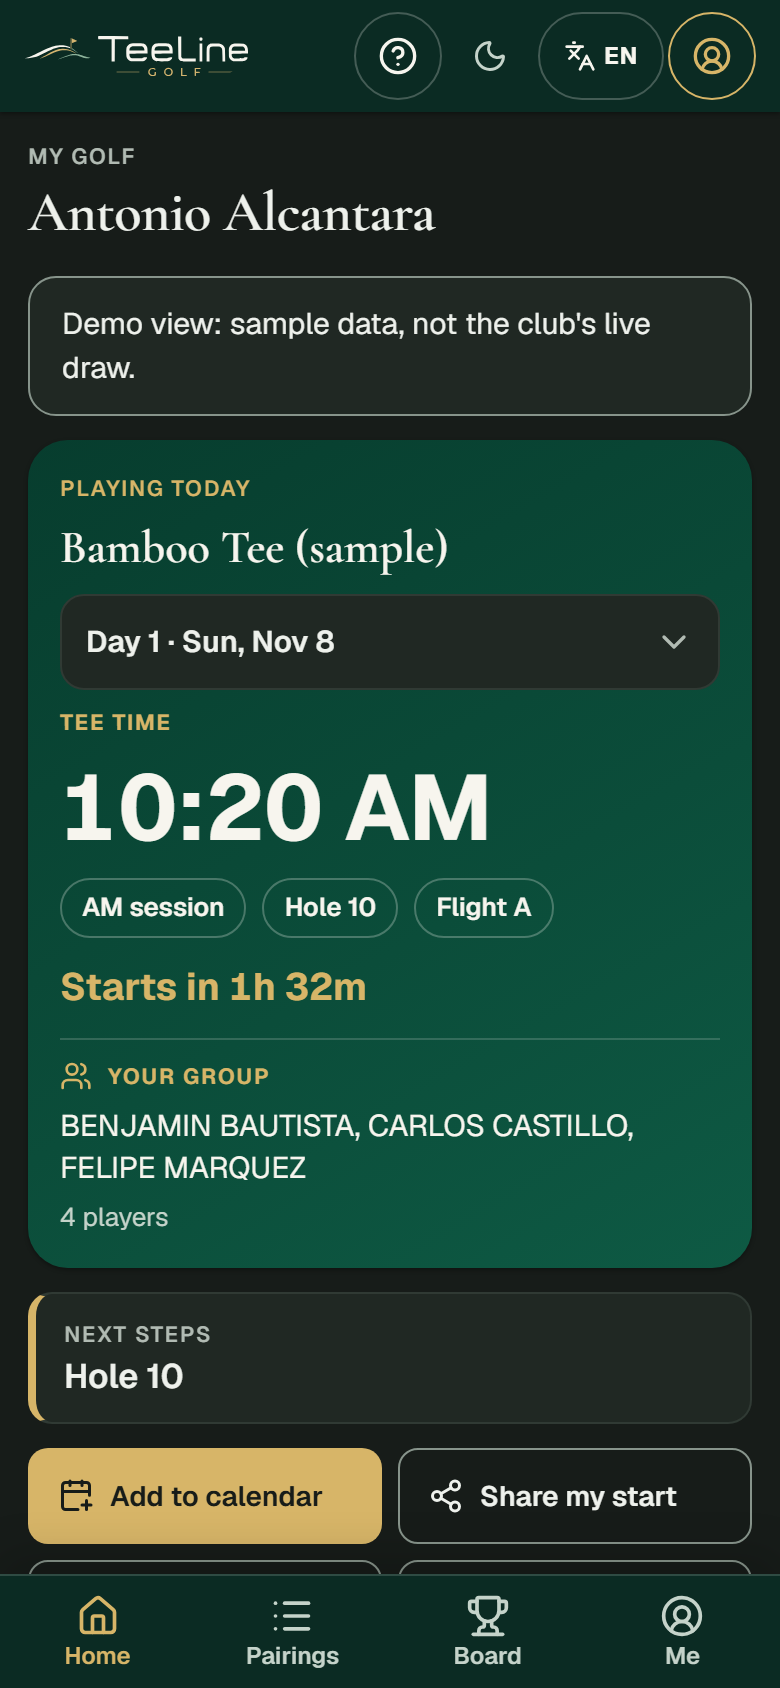 TeeLine
GOLF
EN
MY GOLF
Antonio Alcantara
Demo view: sample data, not the club's live
draw.
PLAYING TODAY
Bamboo Tee (sample)
Day 1 · Sun, Nov 8
TEE TIME
10:20 AM
AM session
Hole 10
Flight A
Starts in 1h 32m
YOUR GROUP
BENJAMIN BAUTISTA, CARLOS CASTILLO,
FELIPE MARQUEZ
4 players
NEXT STEPS
Hole 10
Add to calendar
Share my start
Home
Pairings
Board
Me